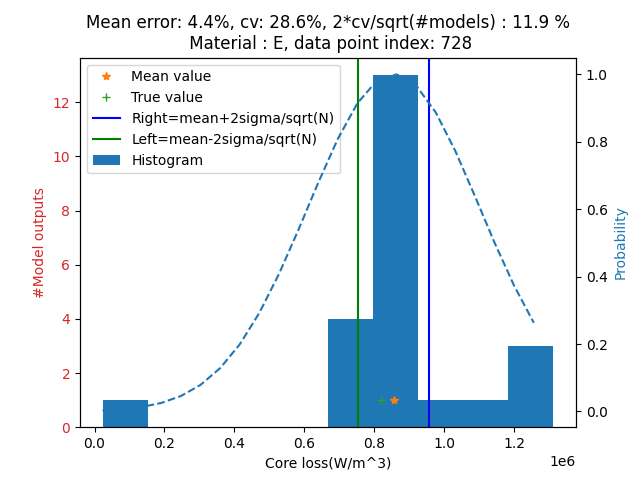 Mean error: 4.4%, cv: 28.6%, 2*cv/sqrt(#models) : 11.9 %
Material : E, data point index: 728
Mean value
True value
Right=mean+2sigma/sqrt(N)
Left=mean-2sigma/sqrt(N)
Histogram
#Model outputs
12
10
8
6
4
2
0
Probability
1.0
0.8
0.6
0.4
0.2
0.0
0.0 0.2 0.4 0.6 0.8 1.0 1.2
1e6
Core loss(W/m^3)